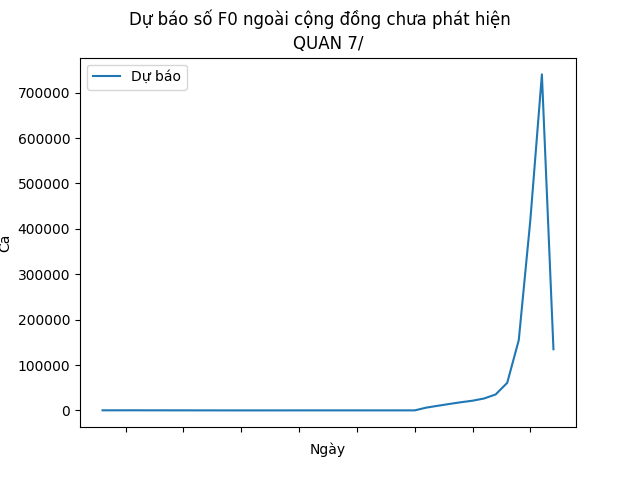 Dự báo số F0 ngoài cộng đồng chưa phát hiện
QUAN 7/
Dự báo
700000
600000
500000
400000
300000
200000
100000
0
Ca
Ngày